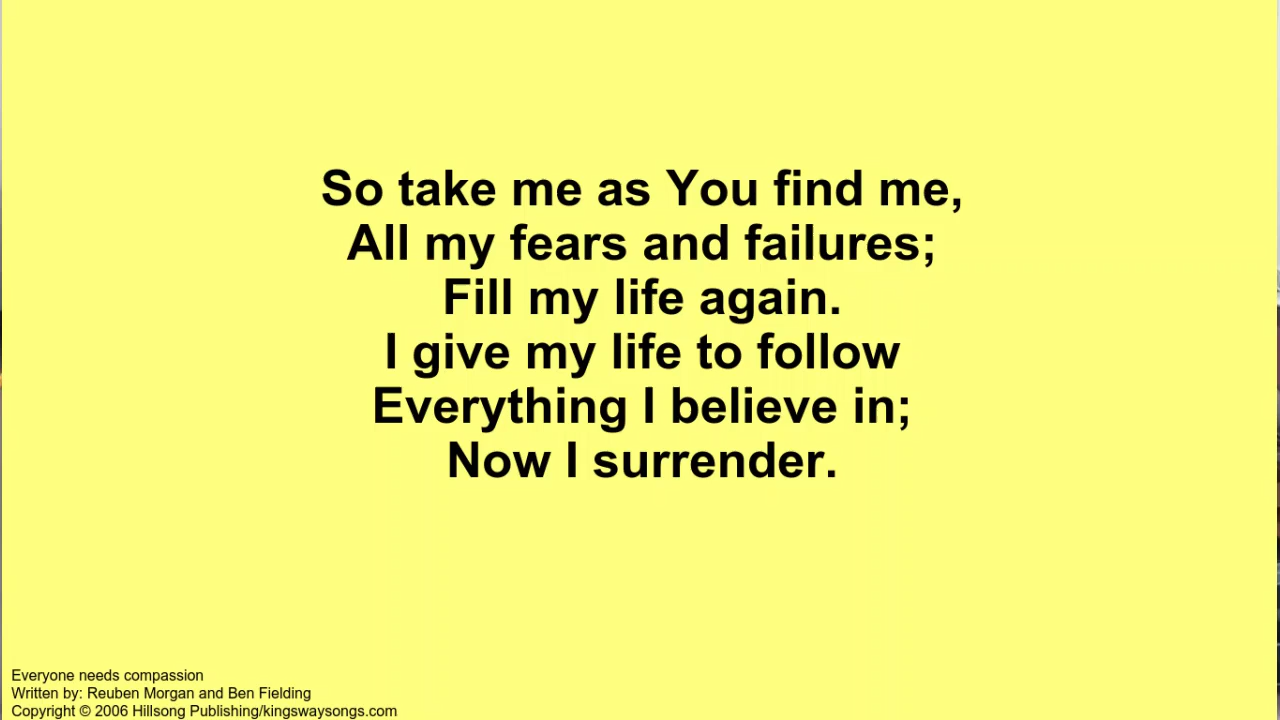 So take me as You find me,
All my fears and failures;
Fill my life again.
I give my life to follow
Everything I believe in;
Now I surrender.
Everyone needs compassion
Written by: Reuben Morgan and Ben Fielding
Copyright © 2006 Hillsong Publishing/kingswaysongs.com